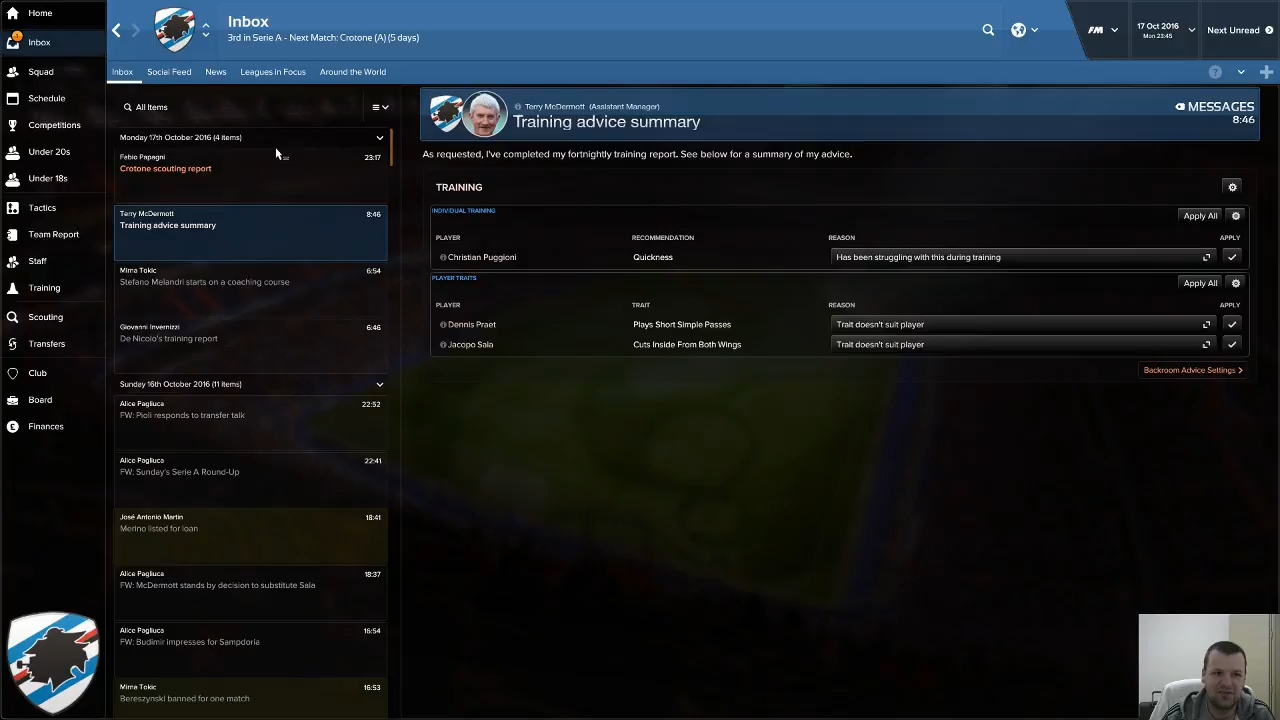 Home
Inbox
Squad
Schedule
Competitions
Under 20s
Under 18s
Tactics
Team Report
Staff
Training
Scouting
Transfers
Club
Board
Finances
Inbox
3rd in Serie A - Next Match: Crotone (A) (5 days)
FM
17 Oct 2016
Mon 23:45
Next Unread
Inbox
Social Feed
News
Leagues in Focus
Around the World
?
All Items
Monday 17th October 2016 (4 items)
Fabio Papagni 23:17
Crotone scouting report
Terry McDermott 8:46
Training advice summary
Mirna Tokic 6:54
Stefano Melandri starts on a coaching course
Giovanni Invernizzi 6:46
De Nicolo's training report
Sunday 16th October 2016 (11 items)
Alice Pagliuca 22:52
FW: Pioli responds to transfer talk
Alice Pagliuca 22:41
FW: Sunday's Serie A Round-Up
José Antonio Martin 18:41
Merino listed for loan
Alice Pagliuca 18:37
FW: McDermott stands by decision to substitute Sala
Alice Pagliuca 16:54
FW: Budimir impresses for Sampdoria
Mirna Tokic 16:53
Bereszynski banned for one match
Terry McDermott (Assistant Manager)
Training advice summary
MESSAGES
8:46
As requested, I've completed my fortnightly training report. See below for a summary of my advice.
TRAINING
INDIVIDUAL TRAINING
Apply All
PLAYER RECOMMENDATION REASON APPLY
Christian Puggioni Quickness Has been struggling with this during training
PLAYER TRAITS
Apply All
PLAYER TRAIT REASON APPLY
Dennis Praet Plays Short Simple Passes Trait doesn't suit player
Jacopo Sala Cuts Inside From Both Wings Trait doesn't suit player
Backroom Advice Settings